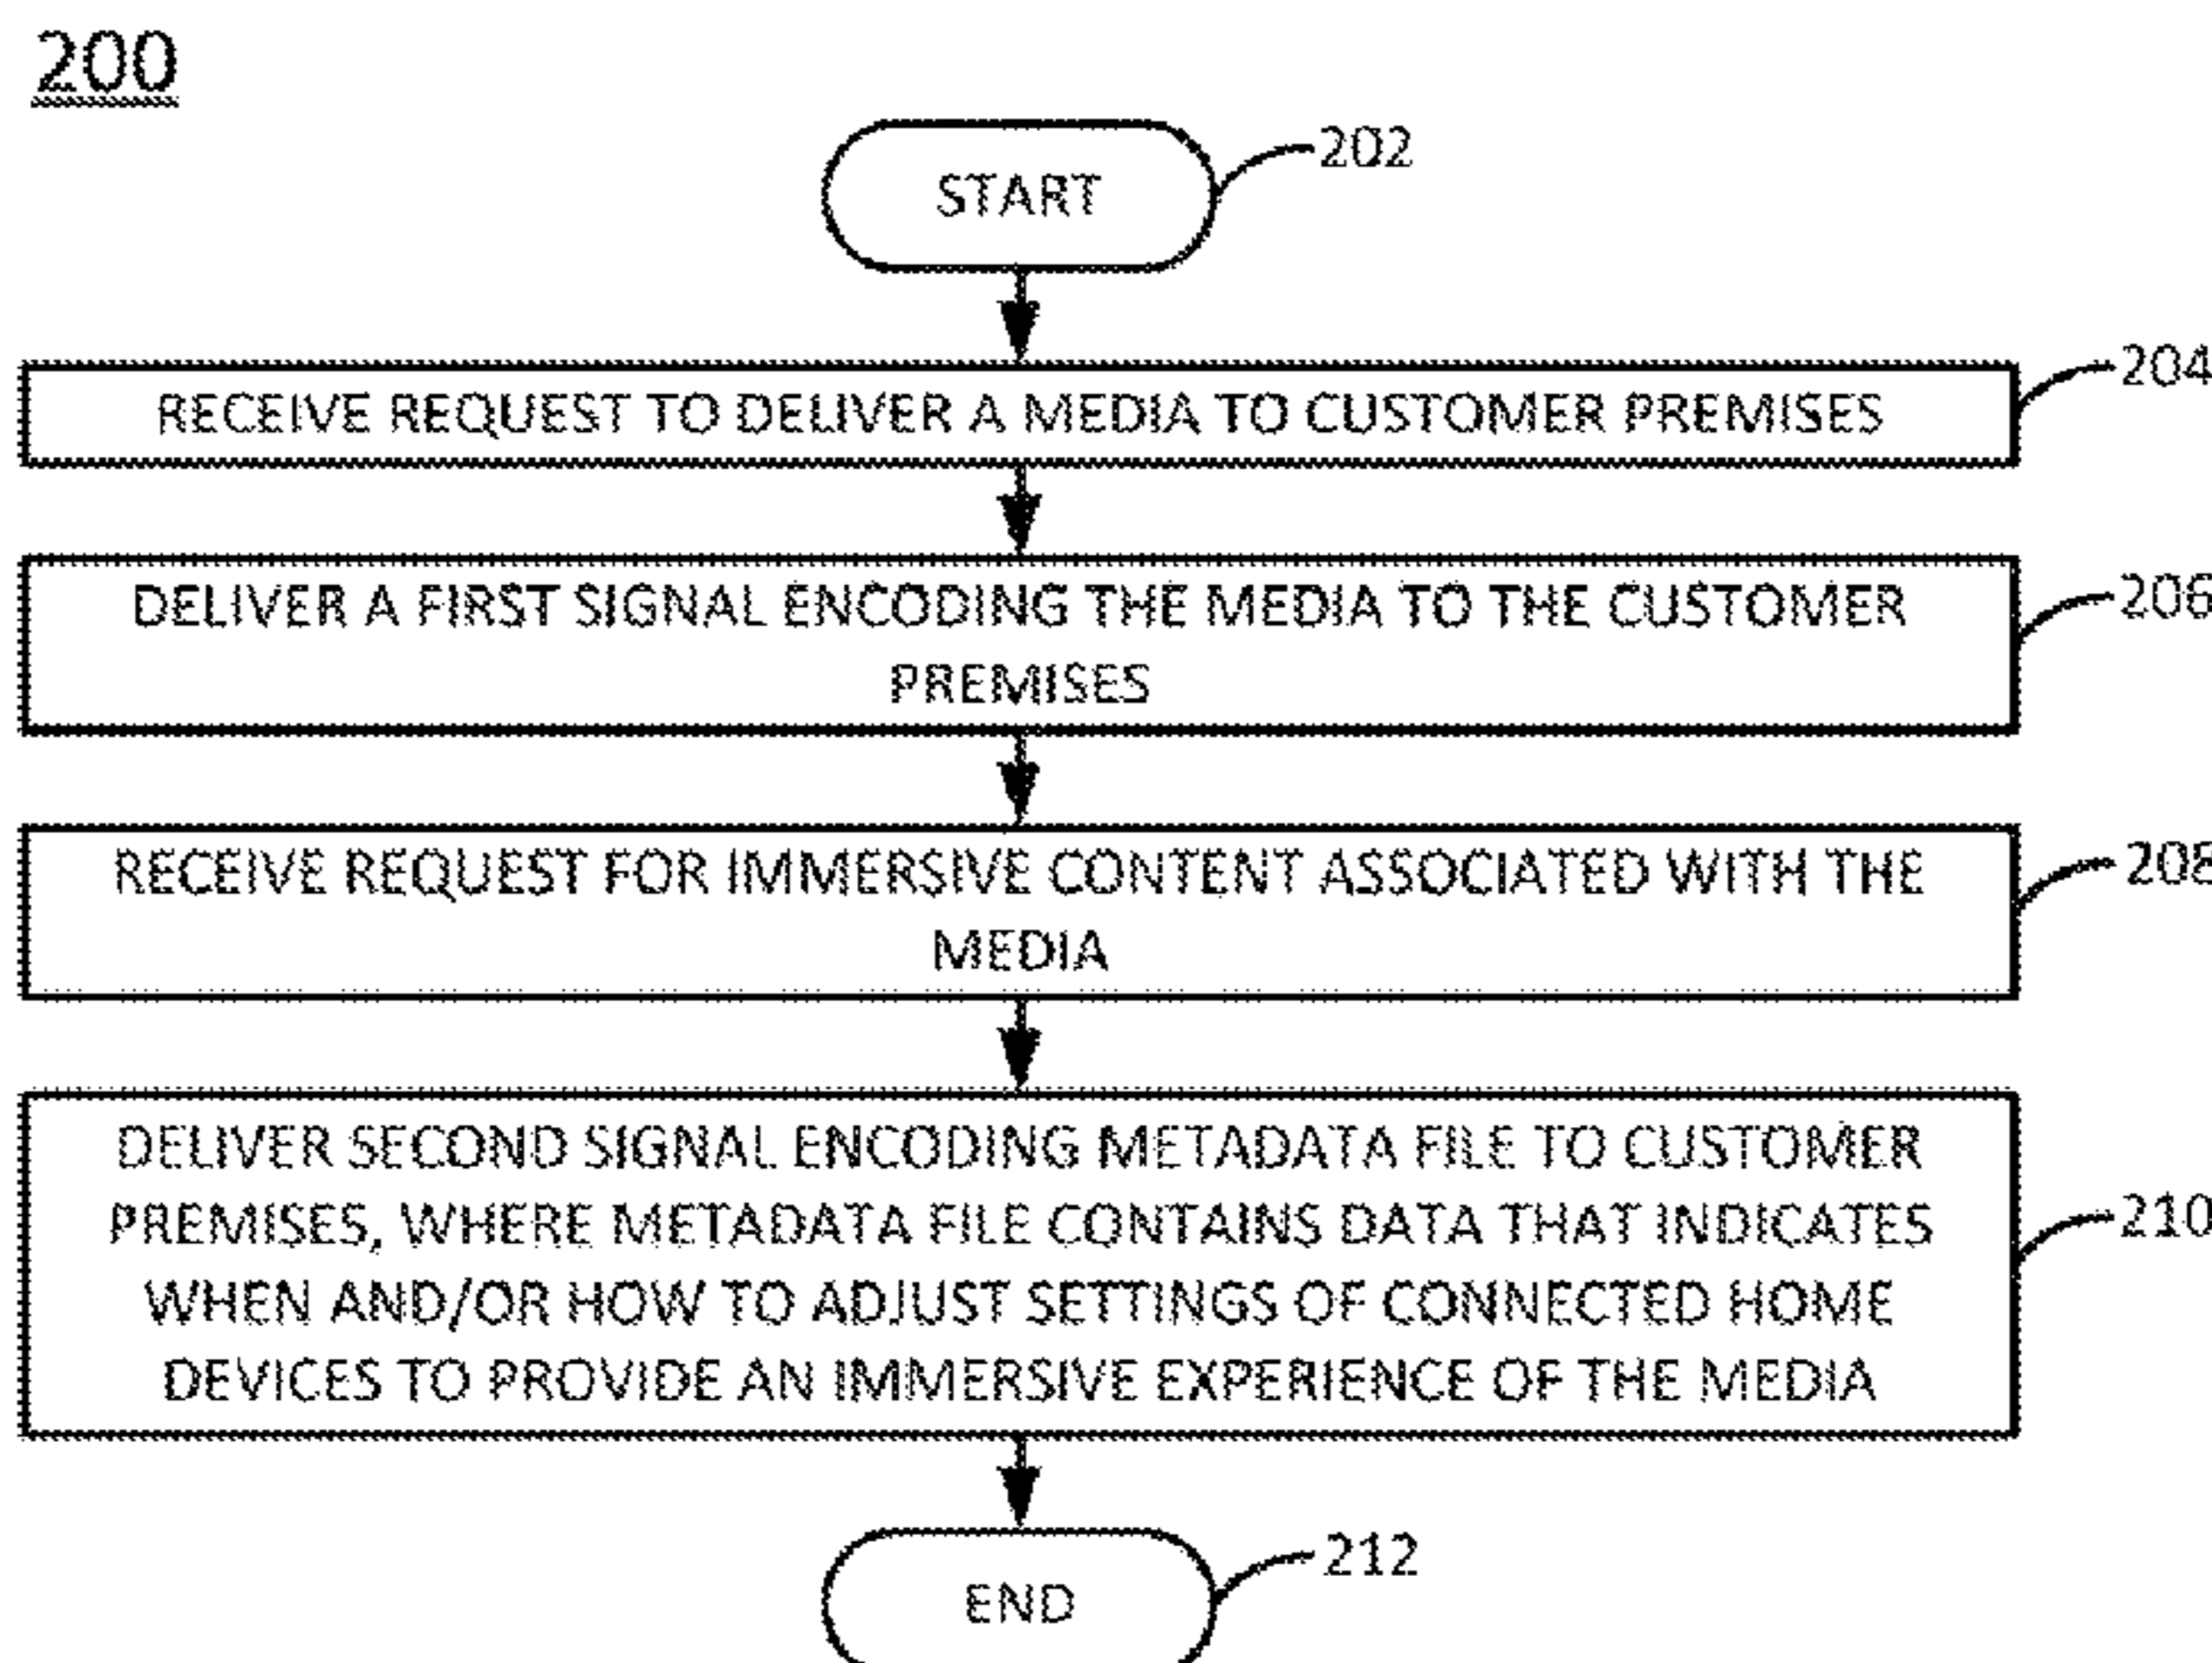 200
START
202
RECEIVE REQUEST TO DELIVER A MEDIA TO CUSTOMER PREMISES
204
DELIVER A FIRST SIGNAL ENCODING THE MEDIA TO THE CUSTOMER
PREMISES
206
RECEIVE REQUEST FOR IMMERSIVE CONTENT ASSOCIATED WITH THE
MEDIA
208
DELIVER SECOND SIGNAL ENCODING METADATA FILE TO CUSTOMER
PREMISES, WHERE METADATA FILE CONTAINS DATA THAT INDICATES
WHEN AND/OR HOW TO ADJUST SETTINGS OF CONNECTED HOME
DEVICES TO PROVIDE AN IMMERSIVE EXPERIENCE OF THE MEDIA
210
END
212